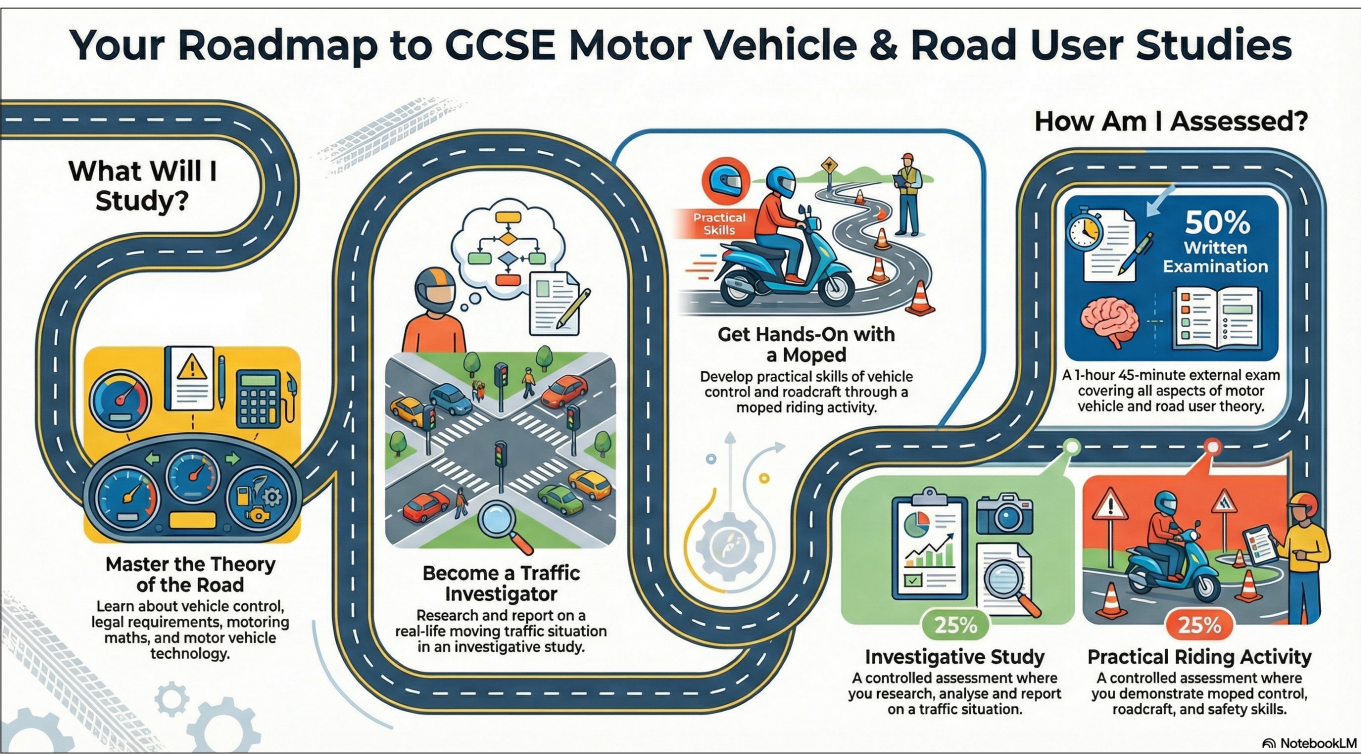 Your Roadmap to GCSE Motor Vehicle & Road User Studies
What Will I
Study?
Master the Theory
of the Road
Learn about vehicle control,
legal requirements, motoring
maths, and motor vehicle
technology.
Become a Traffic
Investigator
Research and report on a
real-life moving traffic situation
in an investigative study.
Practical
Skills
Get Hands-On with
a Moped
Develop practical skills of vehicle
control and roadcraft through a
moped riding activity.
How Am I Assessed?
50%
Written
Examination
A 1-hour 45-minute external exam
covering all aspects of motor
vehicle and road user theory.
25%
Investigative Study
A controlled assessment where
you research, analyse and report
on a traffic situation.
25%
Practical Riding Activity
A controlled assessment where
you demonstrate moped control,
roadcraft, and safety skills.
NotebookLM